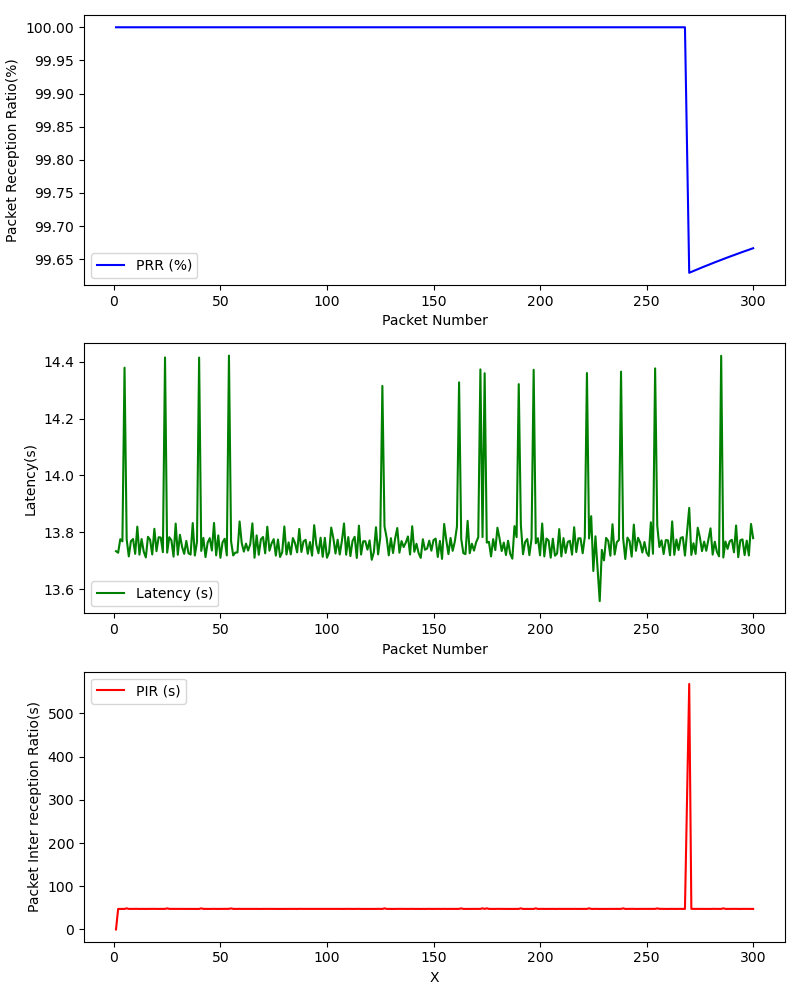 Packet Reception Ratio(%)
100.00
99.95
99.90
99.85
99.80
99.75
99.70
99.65
PRR (%)
0 50 100 150 200 250 300
Packet Number
Latency(s)
14.4
14.2
14.0
13.8
13.6
Latency (s)
0 50 100 150 200 250 300
Packet Number
Packet Inter reception Ratio(s)
PIR (s)
500
400
300
200
100
0
0 50 100 150 200 250 300
X